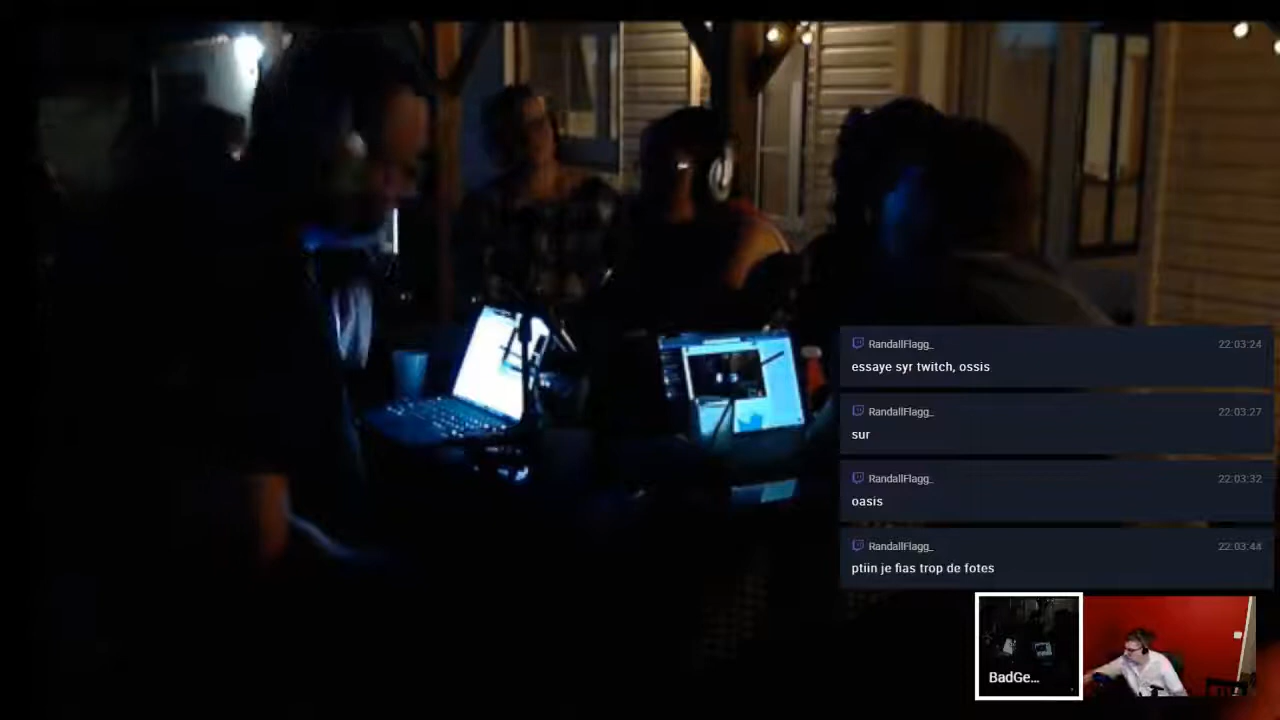 RandallFlagg_ 22:03:24
essaye syr twitch, ossis
RandallFlagg_ 22:03:27
sur
RandallFlagg_ 22:03:32
oasis
RandallFlagg_ 22:03:44
ptiin je fias trop de fotes
BadGe...